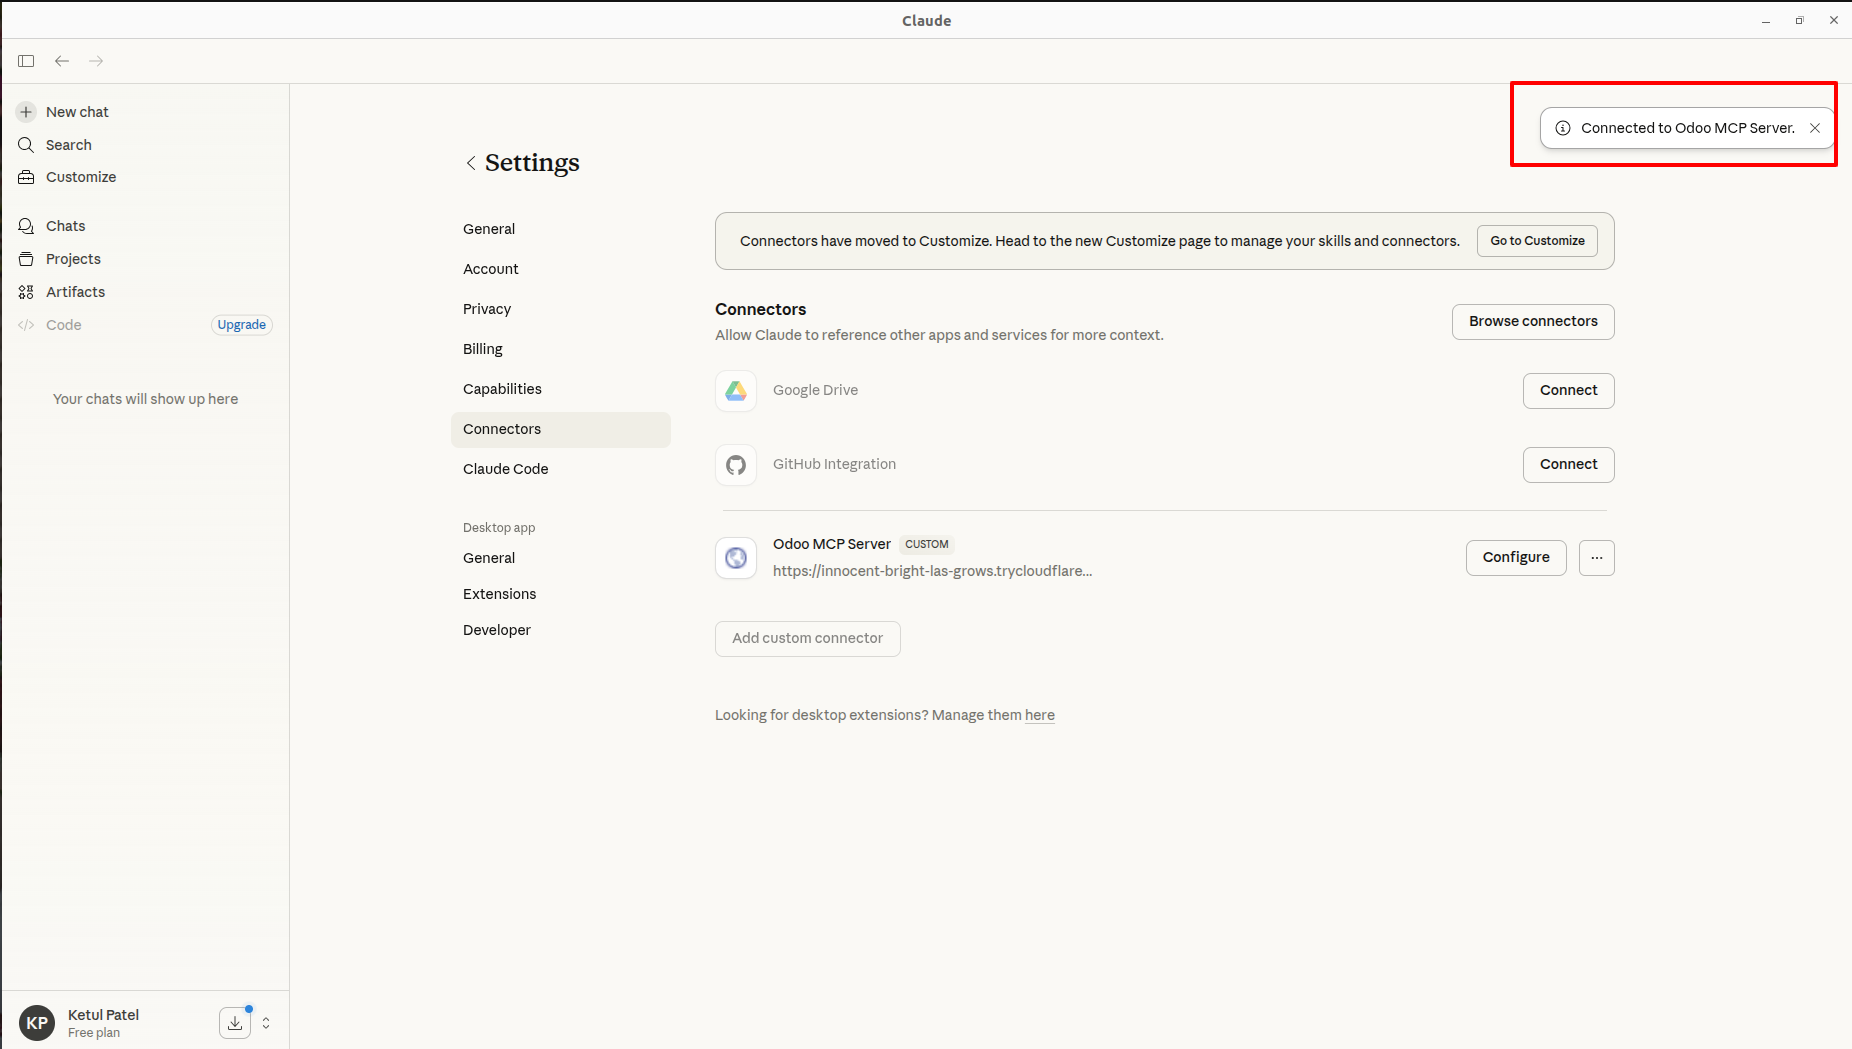 Claude
New chat
Search
Customize
Chats
Projects
Artifacts
Code
Upgrade
Your chats will show up here
Ketul Patel
Free plan
KP
Connected to Odoo MCP Server.
Settings
General
Account
Privacy
Billing
Capabilities
Connectors
Claude Code
Desktop app
General
Extensions
Developer
Connectors have moved to Customize. Head to the new Customize page to manage your skills and connectors.
Go to Customize
Connectors
Allow Claude to reference other apps and services for more context.
Browse connectors
Google Drive
Connect
GitHub Integration
Connect
Odoo MCP Server
CUSTOM
https://innocent-bright-las-grows.trycloudflare...
Configure
Add custom connector
Looking for desktop extensions? Manage them here